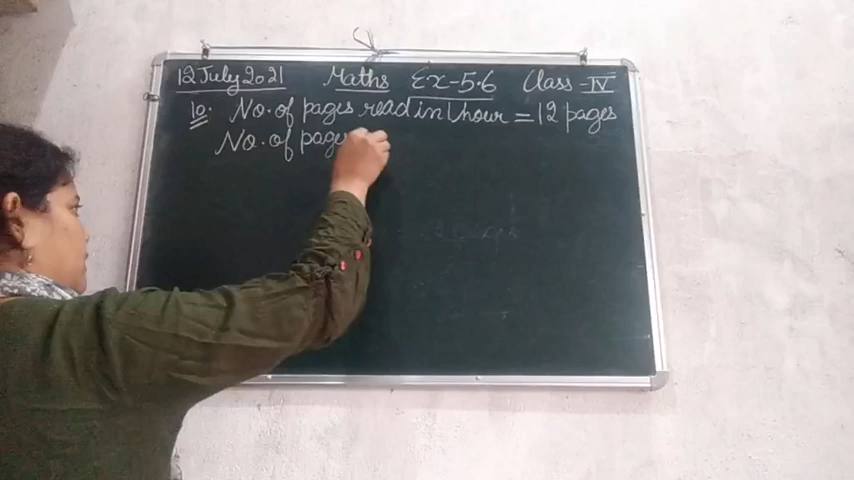 12 July 2021 Maths Ex-5.6 Class-IV
10. No. of pages read in 1 hour = 12 pages
No. of pages